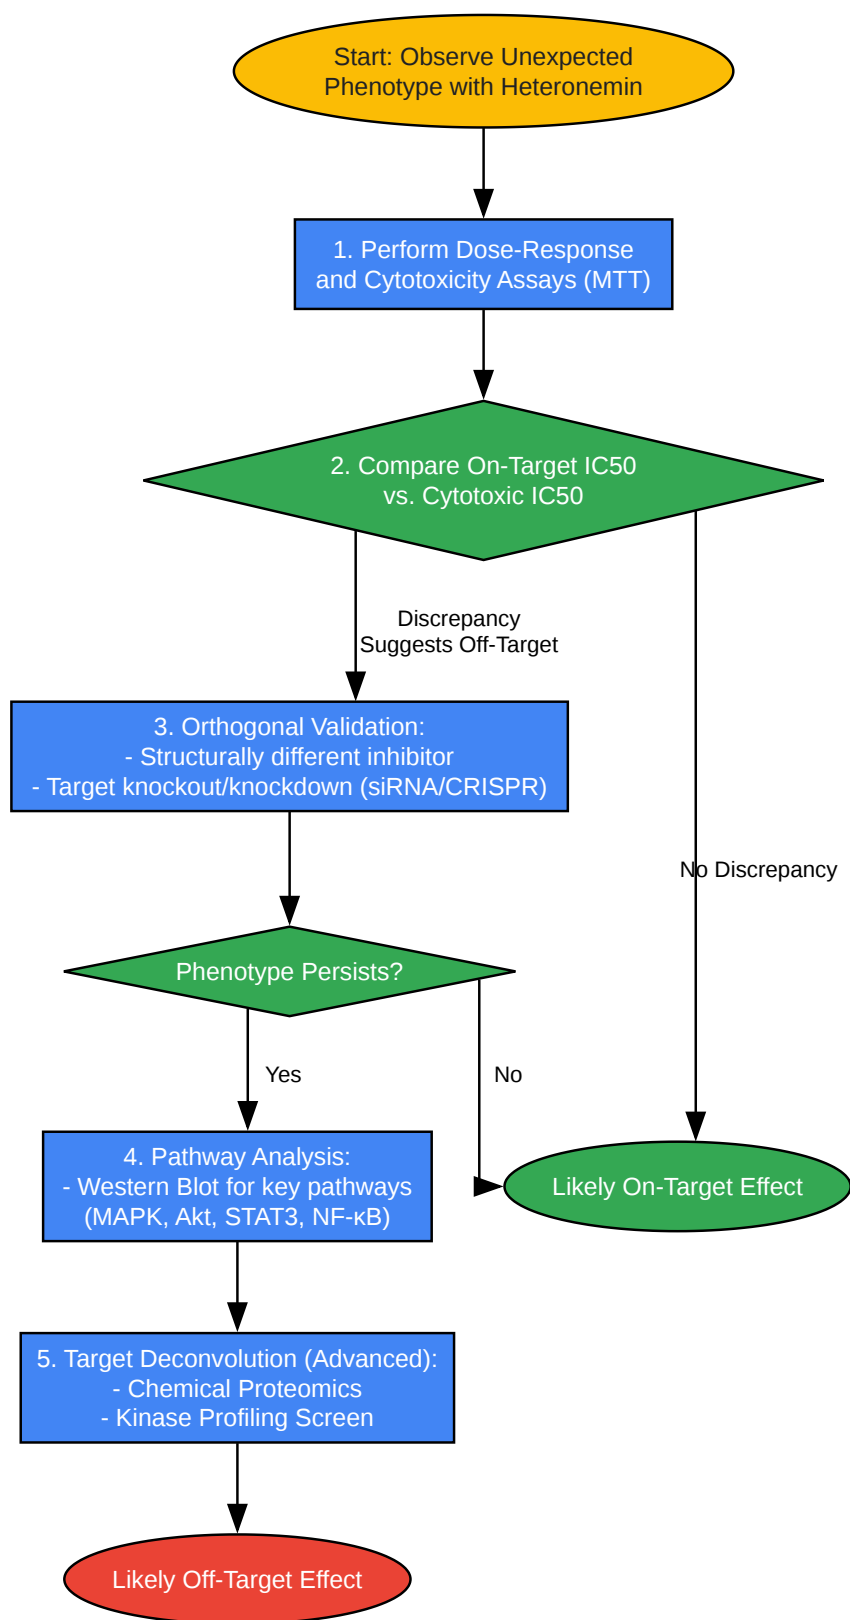 Start: Observe Unexpected
Phenotype with Heteronemin
1. Perform Dose-Response
and Cytotoxicity Assays (MTT)
2. Compare On-Target IC50
vs. Cytotoxic IC50
Discrepancy
Suggests Off-Target
3. Orthogonal Validation:
- Structurally different inhibitor
- Target knockout/knockdown (siRNA/CRISPR)
No Discrepancy
Phenotype Persists?
Yes
No
4. Pathway Analysis:
- Western Blot for key pathways
(MAPK, Akt, STAT3, NF-κB)
Likely On-Target Effect
5. Target Deconvolution (Advanced):
- Chemical Proteomics
- Kinase Profiling Screen
Likely Off-Target Effect